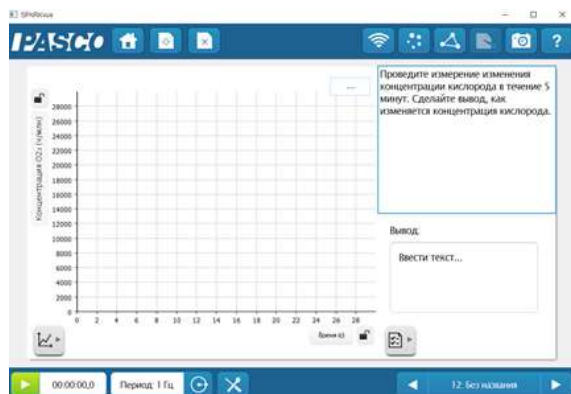 SPARKvue
PASCO
?
...
Проведите измерение изменения
концентрации кислорода в течение 5
минут. Сделайте вывод, как
изменяется концентрация кислорода.
Концентрация O2 (ч/млн)
28000
26000
24000
22000
20000
18000
16000
14000
12000
10000
8000
6000
4000
2000
0
0 2 4 6 8 10 12 14 16 18 20 22 24 26 28
Время (с)
Вывод:
Ввести текст...
00:00:00,0
Период: 1 Гц
12: Без названия